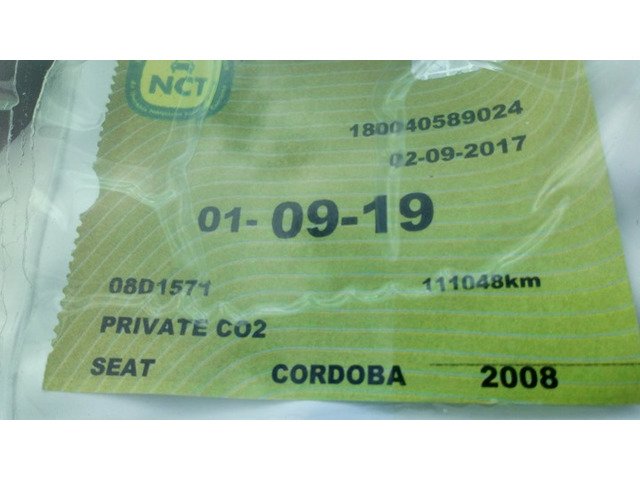 NCT
180040589024
02-09-2017
01- 09-19
08D1571 111048km
PRIVATE CO2
SEAT CORDOBA 2008